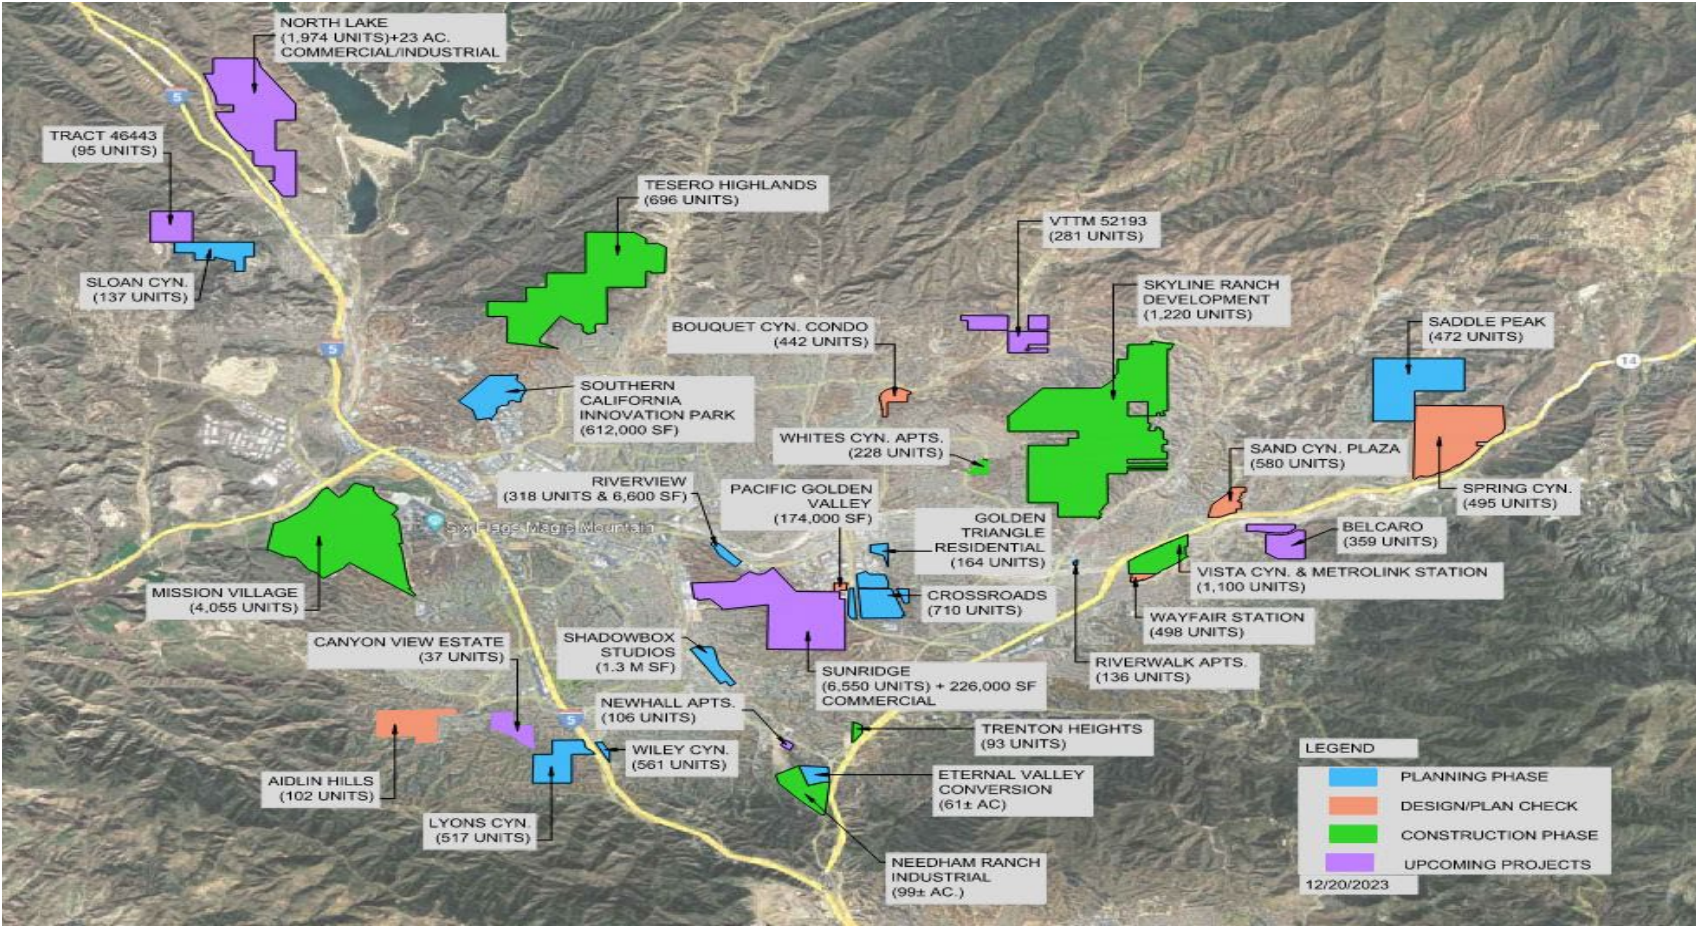 NORTH LAKE
(1,974 UNITS)+23 AC.
COMMERCIAL/INDUSTRIAL
5
TRACT 46443
(95 UNITS)
TESERO HIGHLANDS
(696 UNITS)
VTTM 52193
(281 UNITS)
SLOAN CYN.
(137 UNITS)
SKYLINE RANCH
DEVELOPMENT
(1,220 UNITS)
BOUQUET CYN. CONDO
(442 UNITS)
SADDLE PEAK
(472 UNITS)
5
14
SOUTHERN
CALIFORNIA
INNOVATION PARK
(612,000 SF)
WHITES CYN. APTS.
(228 UNITS)
SAND CYN. PLAZA
(580 UNITS)
RIVERVIEW
(318 UNITS & 6,600 SF)
PACIFIC GOLDEN
VALLEY
(174,000 SF)
SPRING CYN.
(495 UNITS)
Six Flags Magic Mountain
GOLDEN
TRIANGLE
RESIDENTIAL
(164 UNITS)
BELCARO
(359 UNITS)
VISTA CYN. & METROLINK STATION
(1,100 UNITS)
MISSION VILLAGE
(4,055 UNITS)
CROSSROADS
(710 UNITS)
WAYFAIR STATION
(498 UNITS)
CANYON VIEW ESTATE
(37 UNITS)
SHADOWBOX
STUDIOS
(1.3 M SF)
SUNRIDGE
(6,550 UNITS) + 226,000 SF
COMMERCIAL
RIVERWALK APTS.
(136 UNITS)
NEWHALL APTS.
(106 UNITS)
5
TRENTON HEIGHTS
(93 UNITS)
WILEY CYN.
(561 UNITS)
AIDLIN HILLS
(102 UNITS)
ETERNAL VALLEY
CONVERSION
(61± AC)
LYONS CYN.
(517 UNITS)
NEEDHAM RANCH
INDUSTRIAL
(99± AC.)
LEGEND
PLANNING PHASE
DESIGN/PLAN CHECK
CONSTRUCTION PHASE
UPCOMING PROJECTS
12/20/2023